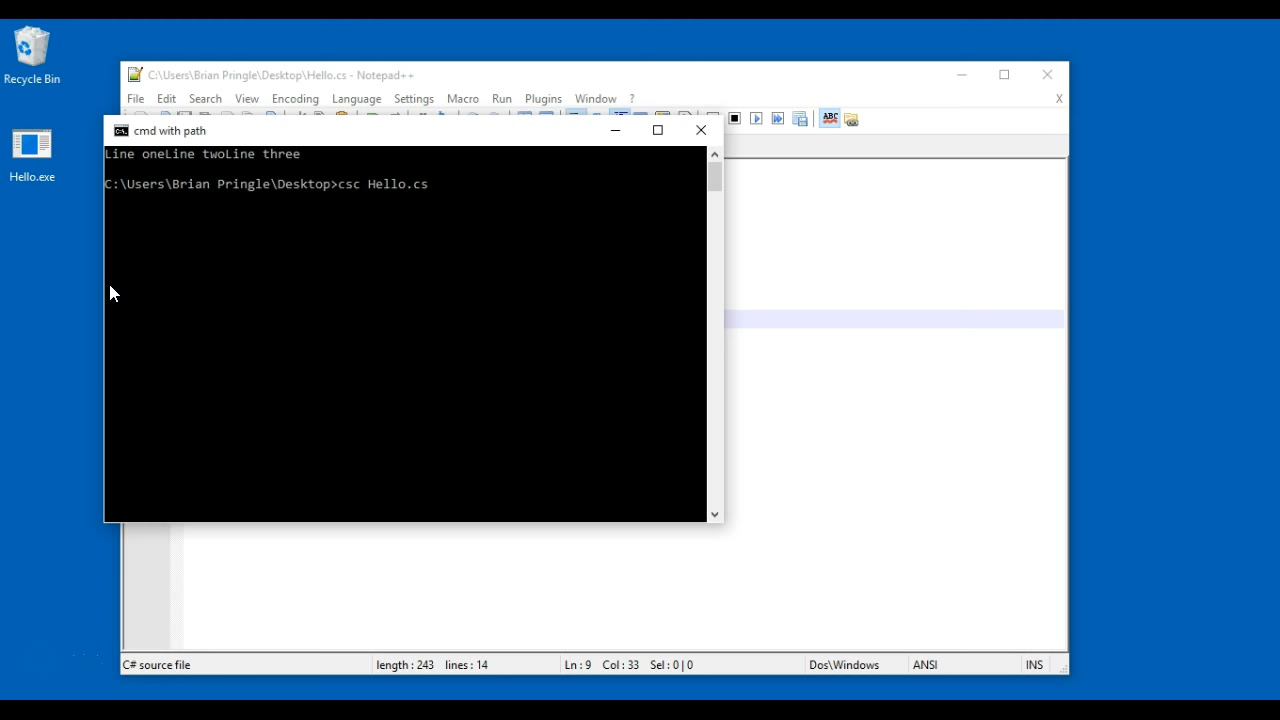 Recycle Bin
Hello.exe
C:\Users\Brian Pringle\Desktop\Hello.cs - Notepad++
File Edit Search View Encoding Language Settings Macro Run Plugins Window ? X
ABC
cmd with path
Line oneLine twoLine three
C:\Users\Brian Pringle\Desktop>csc Hello.cs
C# source file length : 243 lines : 14 Ln : 9 Col : 33 Sel : 0 | 0 Dos\Windows ANSI INS